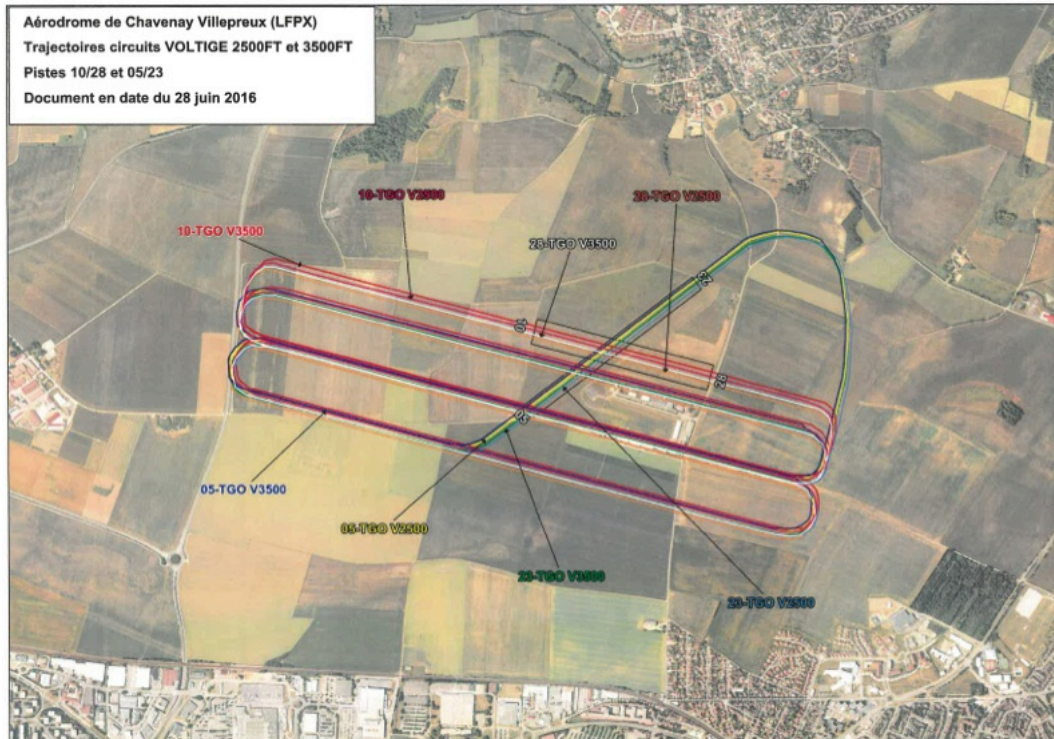 Aérodrome de Chavenay Villepreux (LFPX)
Trajectoires circuits VOLTIGE 2500FT et 3500FT
Pistes 10/28 et 05/23
Document en date du 28 juin 2016
10-TGO V2500
28-TGO V2500
10-TGO V3500
28-TGO V3500
23
10
28
05
05-TGO V3500
05-TGO V2500
23-TGO V3500
23-TGO V2500